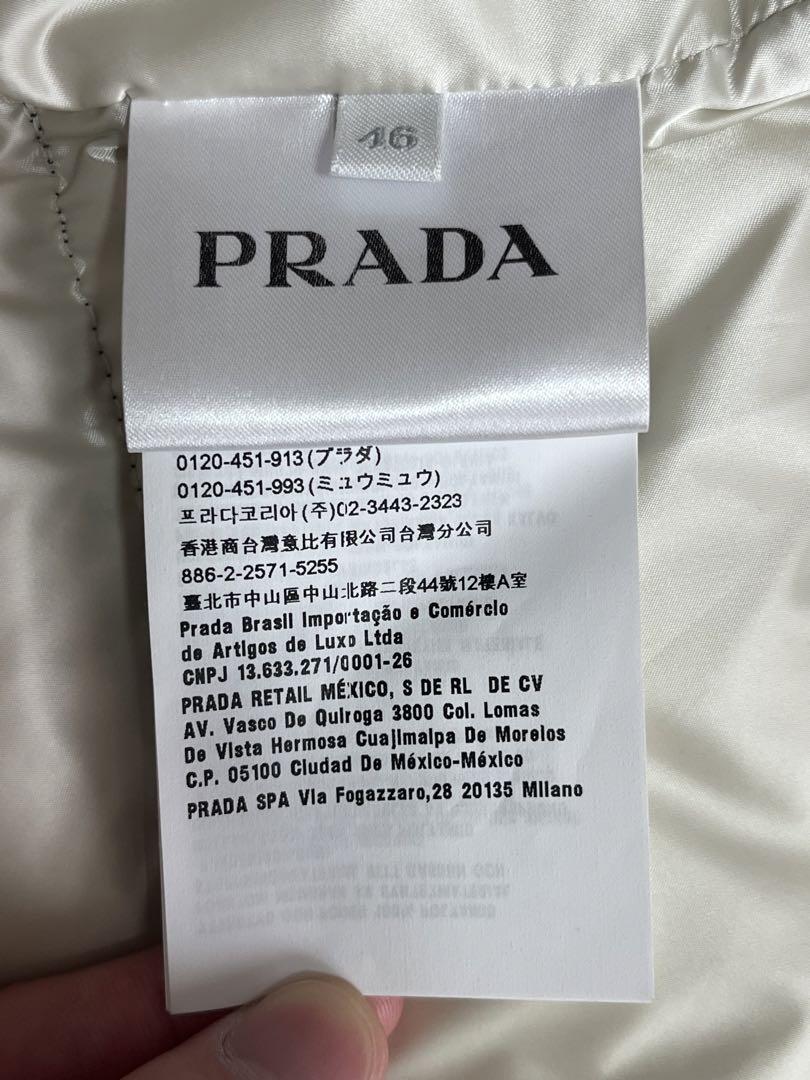 46
PRADA
0120-451-913(プラダ)
0120-451-993(ミュウミュウ)
프라다코리아(주)02-3443-2323
香港商台灣意比有限公司台灣分公司
886-2-2571-5255
臺北市中山區中山北路二段44號12樓A室
Prada Brasil Importação e Comércio
de Artigos de Luxo Ltda
CNPJ 13.633.271/0001-26
PRADA RETAIL MÉXICO, S DE RL DE CV
AV. Vasco De Quiroga 3800 Col. Lomas
De Vista Hermosa Cuajimalpa De Morelos
C.P. 05100 Ciudad De México-México
PRADA SPA Via Fogazzaro,28 20135 Milano